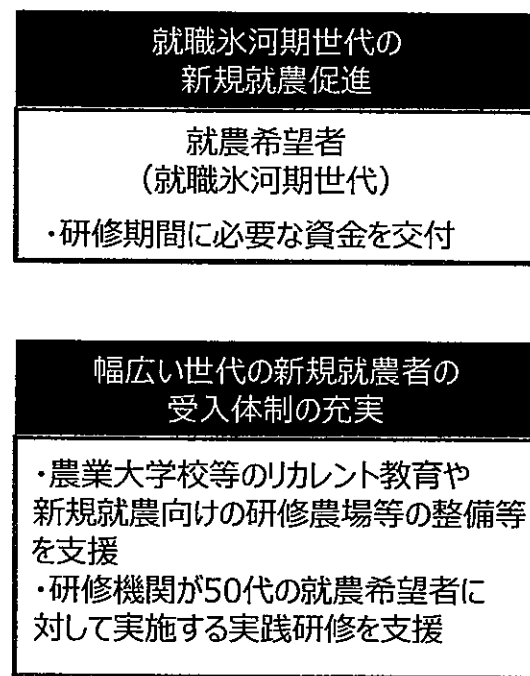 就職氷河期世代の
新規就農促進
就農希望者
（就職氷河期世代）
・研修期間に必要な資金を交付
幅広い世代の新規就農者の
受入体制の充実
・農業大学校等のリカレント教育や
新規就農向けの研修農場等の整備等
を支援
・研修機関が50代の就農希望者に
対して実施する実践研修を支援